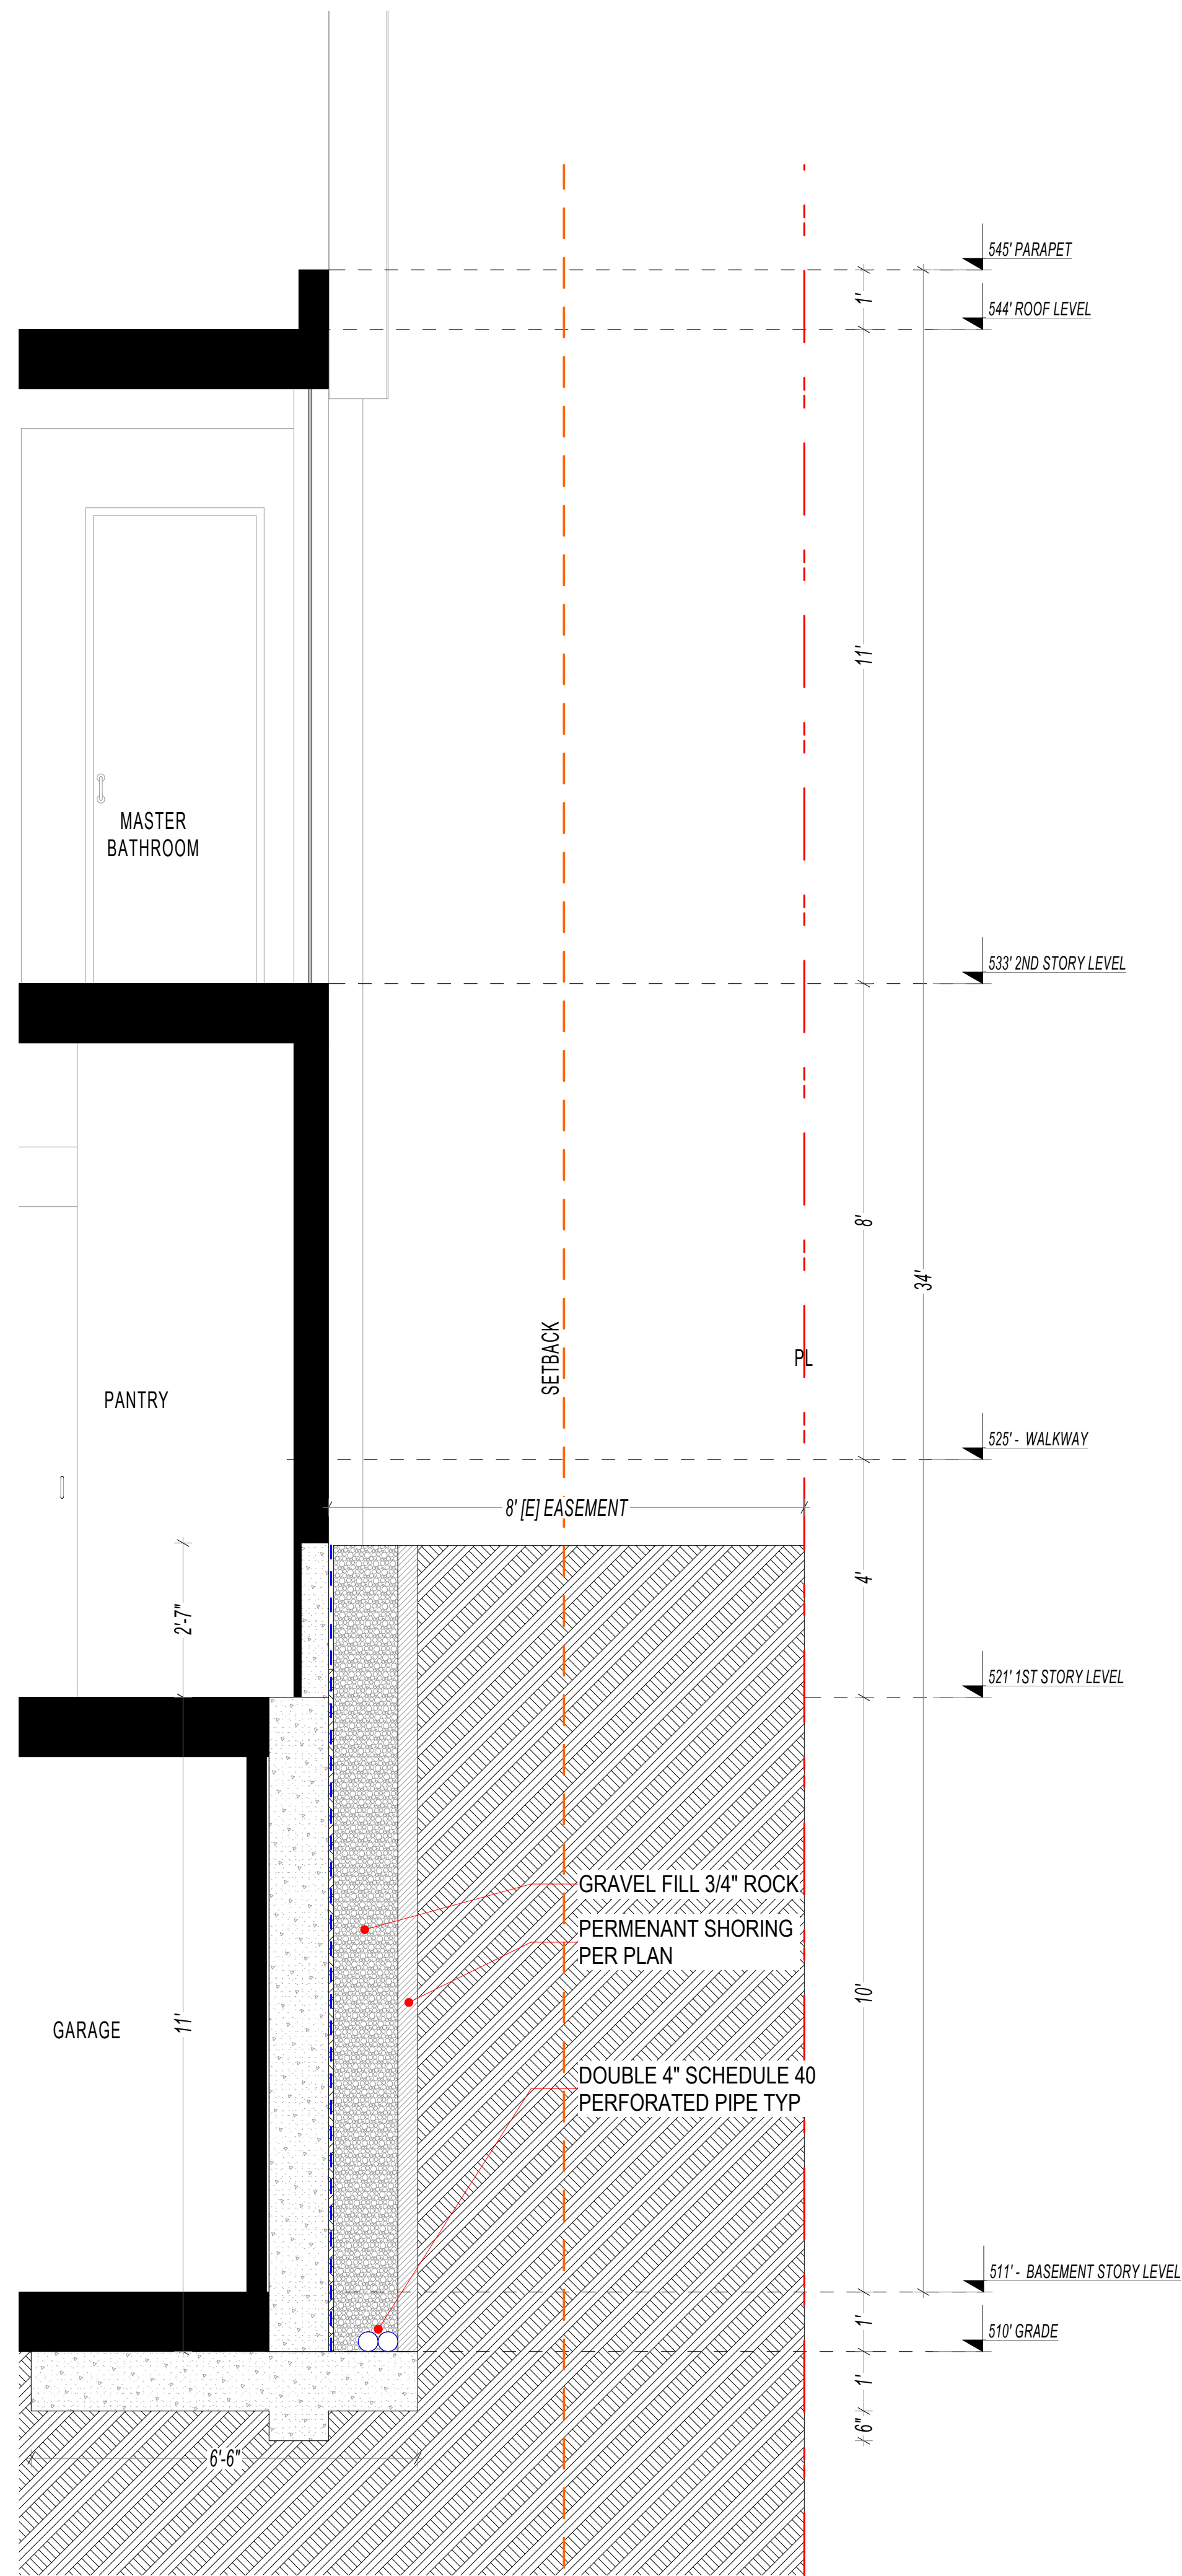 545' PARAPET
1'
544' ROOF LEVEL
11'
MASTER
BATHROOM
533' 2ND STORY LEVEL
8'
34'
SETBACK
PL
PANTRY
525' - WALKWAY
8' [E] EASEMENT
4'
2'-7"
521' 1ST STORY LEVEL
GRAVEL FILL 3/4" ROCK
PERMENANT SHORING
PER PLAN
10'
11'
GARAGE
DOUBLE 4" SCHEDULE 40
PERFORATED PIPE TYP
511' - BASEMENT STORY LEVEL
1'
510' GRADE
1'
6"
6'-6"